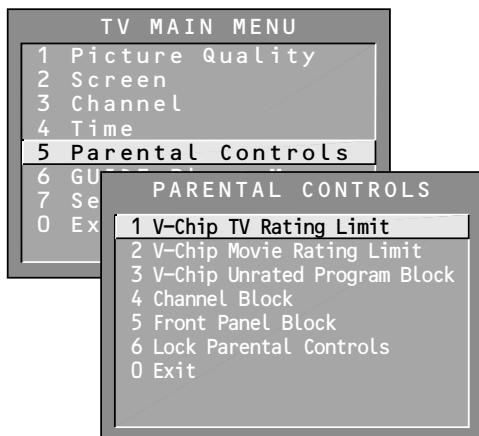 TV MAIN MENU
1 Picture Quality
2 Screen
3 Channel
4 Time
5 Parental Controls
6
7
0
PARENTAL CONTROLS
1 V-Chip TV Rating Limit
2 V-Chip Movie Rating Limit
3 V-Chip Unrated Program Block
4 Channel Block
5 Front Panel Block
6 Lock Parental Controls
0 Exit